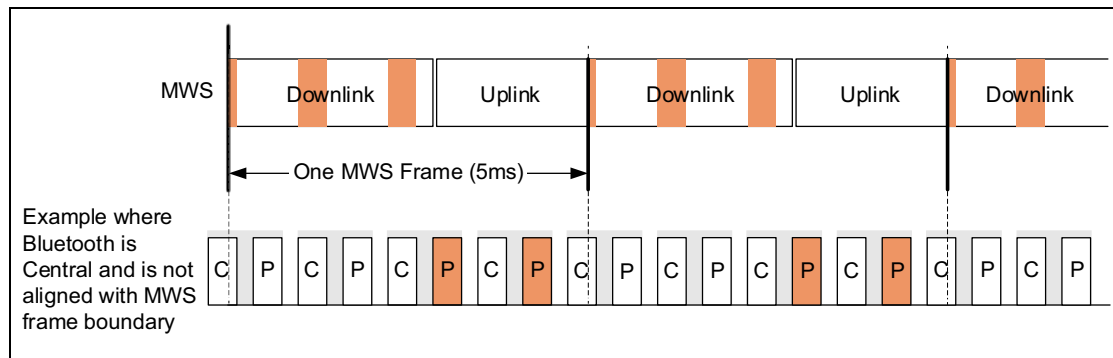 MWS
Downlink
Uplink
Downlink
Uplink
Downlink
One MWS Frame (5ms)
Example where
Bluetooth is
Central and is not
aligned with MWS
frame boundary
C P C P C P C P C P C P C P C P C P C P